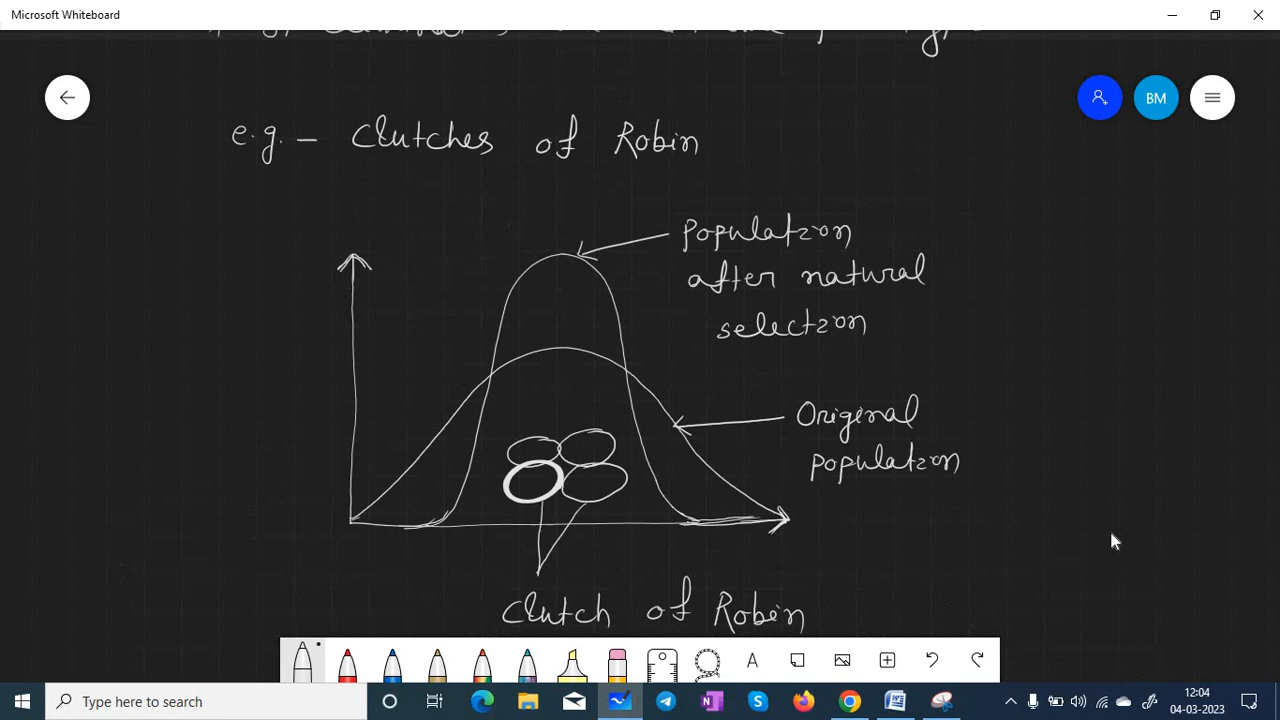 Microsoft Whiteboard
BM
e.g. - Clutches of Robin
Population
after natural
selection
Original
population
Clutch of Robin
A
Type here to search
12:04
04-03-2023